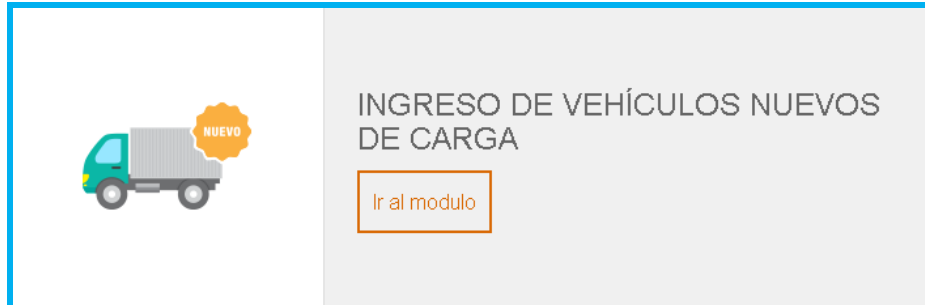 NUEVO
INGRESO DE VEHÍCULOS NUEVOS
DE CARGA
Ir al modulo